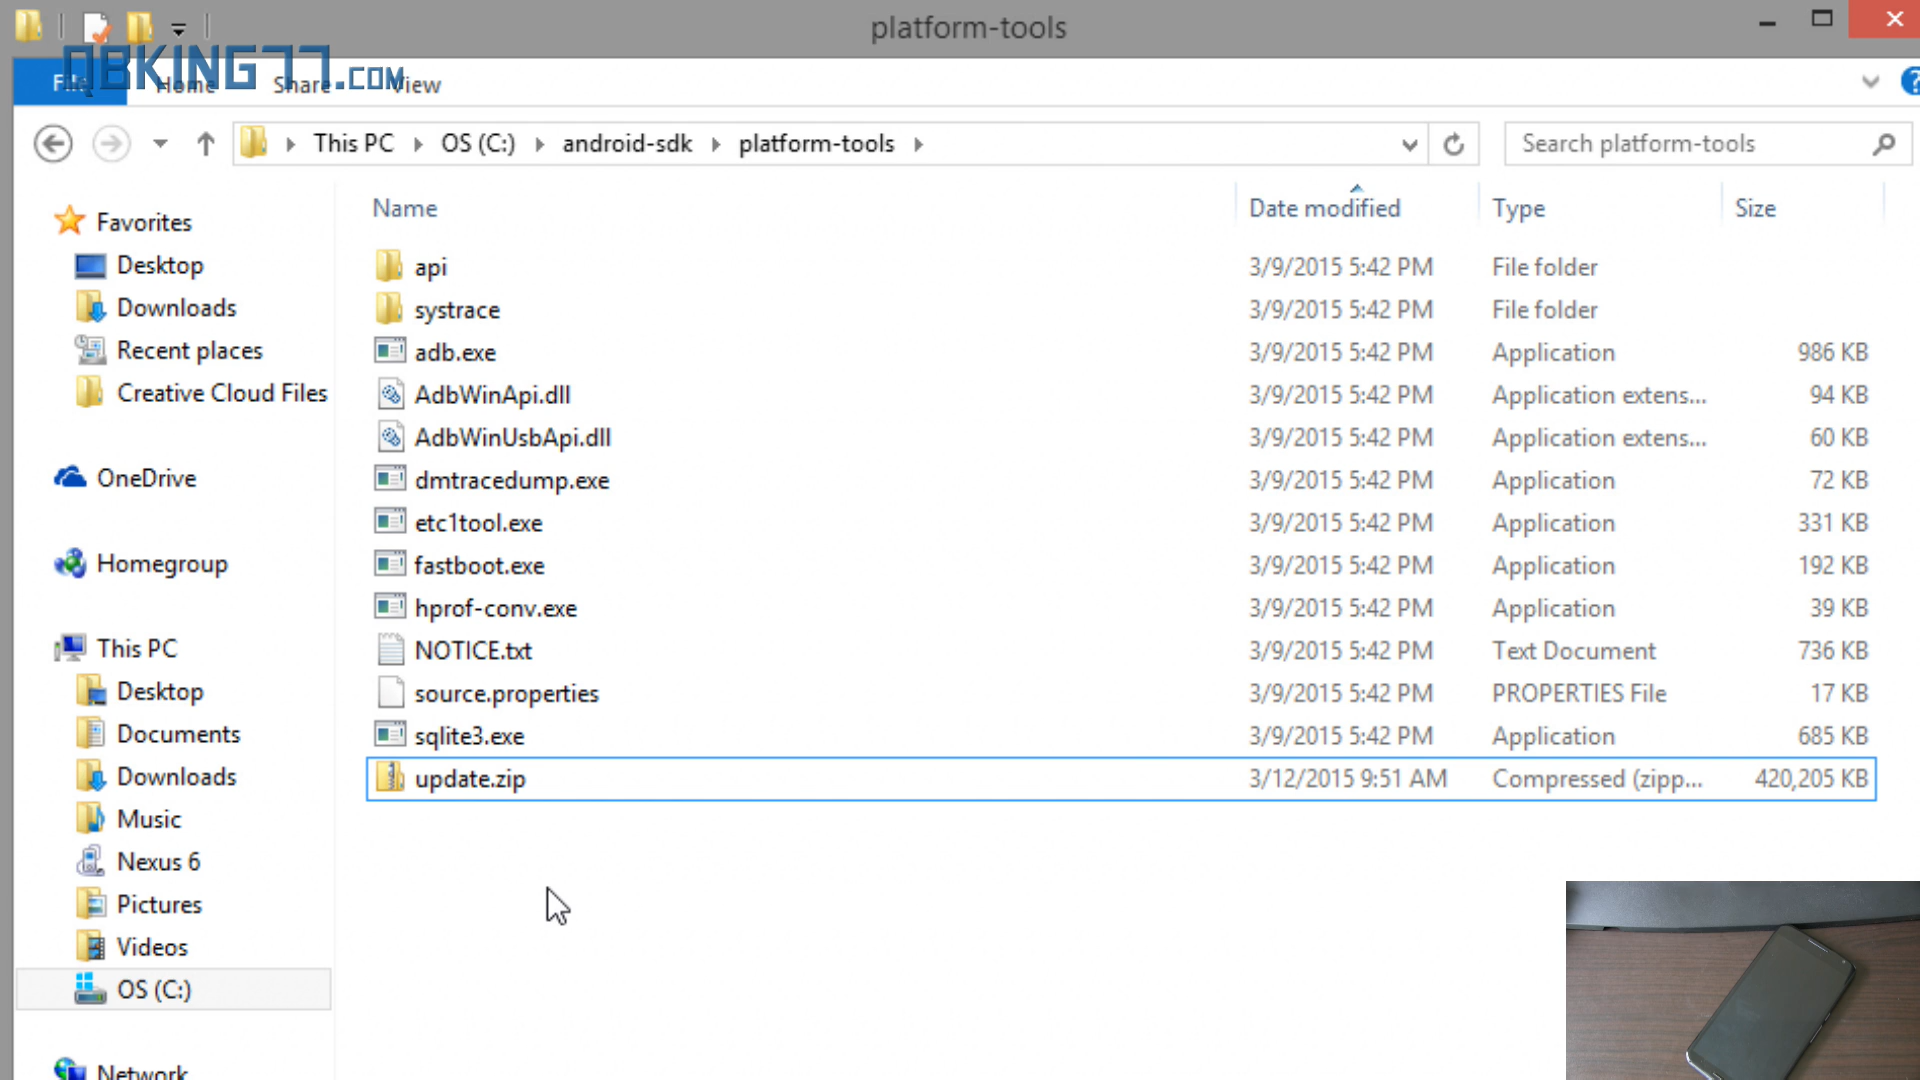 platform-tools
QBKING77.COM
File Home Share View
This PC OS (C:) android-sdk platform-tools
Search platform-tools
Name Date modified Type Size
Favorites
Desktop
Downloads
Recent places
Creative Cloud Files
OneDrive
Homegroup
This PC
Desktop
Documents
Downloads
Music
Nexus 6
Pictures
Videos
OS (C:)
Network
api 3/9/2015 5:42 PM File folder
systrace 3/9/2015 5:42 PM File folder
adb.exe 3/9/2015 5:42 PM Application 986 KB
AdbWinApi.dll 3/9/2015 5:42 PM Application extens... 94 KB
AdbWinUsbApi.dll 3/9/2015 5:42 PM Application extens... 60 KB
dmtracedump.exe 3/9/2015 5:42 PM Application 72 KB
etc1tool.exe 3/9/2015 5:42 PM Application 331 KB
fastboot.exe 3/9/2015 5:42 PM Application 192 KB
hprof-conv.exe 3/9/2015 5:42 PM Application 39 KB
NOTICE.txt 3/9/2015 5:42 PM Text Document 736 KB
source.properties 3/9/2015 5:42 PM PROPERTIES File 17 KB
sqlite3.exe 3/9/2015 5:42 PM Application 685 KB
update.zip 3/12/2015 9:51 AM Compressed (zipp... 420,205 KB